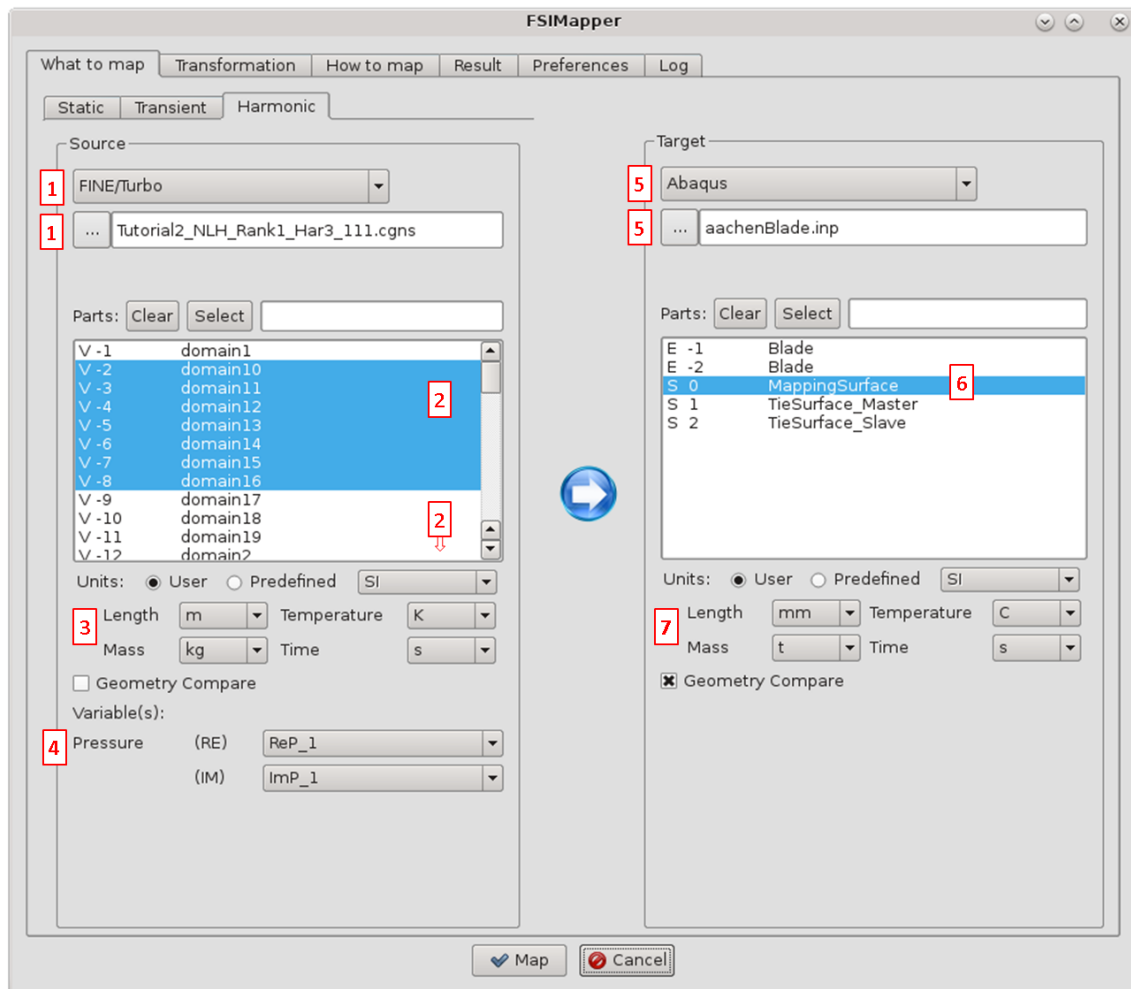 FSIMapper
What to map Transformation How to map Result Preferences Log
Static Transient Harmonic
Source
1 FINE/Turbo
1 ... Tutorial2_NLH_Rank1_Har3_111.cgns
Parts: Clear Select
V -1 domain1
V -2 domain10
V -3 domain11
V -4 domain12
V -5 domain13
V -6 domain14
V -7 domain15
V -8 domain16
V -9 domain17
V -10 domain18
V -11 domain19
V -12 domain2
2
2
Units: User Predefined SI
3
Length m Temperature K
Mass kg Time s
Geometry Compare
Variable(s):
4 Pressure (RE) ReP_1
(IM) ImP_1
Target
5 Abaqus
5 ... aachenBlade.inp
Parts: Clear Select
E -1 Blade
E -2 Blade
S 0 MappingSurface 6
S 1 TieSurface_Master
S 2 TieSurface_Slave
Units: User Predefined SI
7
Length mm Temperature C
Mass t Time s
Geometry Compare
Map Cancel